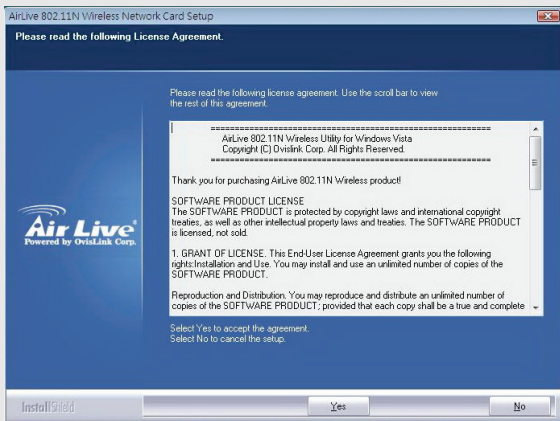 AirLive 802.11N Wireless Network Card Setup
Please read the following License Agreement.
Please read the following license agreement. Use the scroll bar to view
the rest of this agreement.
================================================
AirLive 802.11N Wireless Utility for Windows Vista
Copyright (C) Ovislink Corp. All Rights Reserved.
================================================
Thank you for purchasing AirLive 802.11N Wireless product!
SOFTWARE PRODUCT LICENSE
The SOFTWARE PRODUCT is protected by copyright laws and international copyright
treaties, as well as other intellectual property laws and treaties. The SOFTWARE PRODUCT
is licensed, not sold.
1. GRANT OF LICENSE. This End-User License Agreement grants you the following
rights:Installation and Use. You may install and use an unlimited number of copies of the
SOFTWARE PRODUCT.
Reproduction and Distribution. You may reproduce and distribute an unlimited number of
copies of the SOFTWARE PRODUCT; provided that each copy shall be a true and complete
Air Live®
Powered by OvisLink Corp.
Select Yes to accept the agreement.
Select No to cancel the setup.
InstallShield
Yes
No